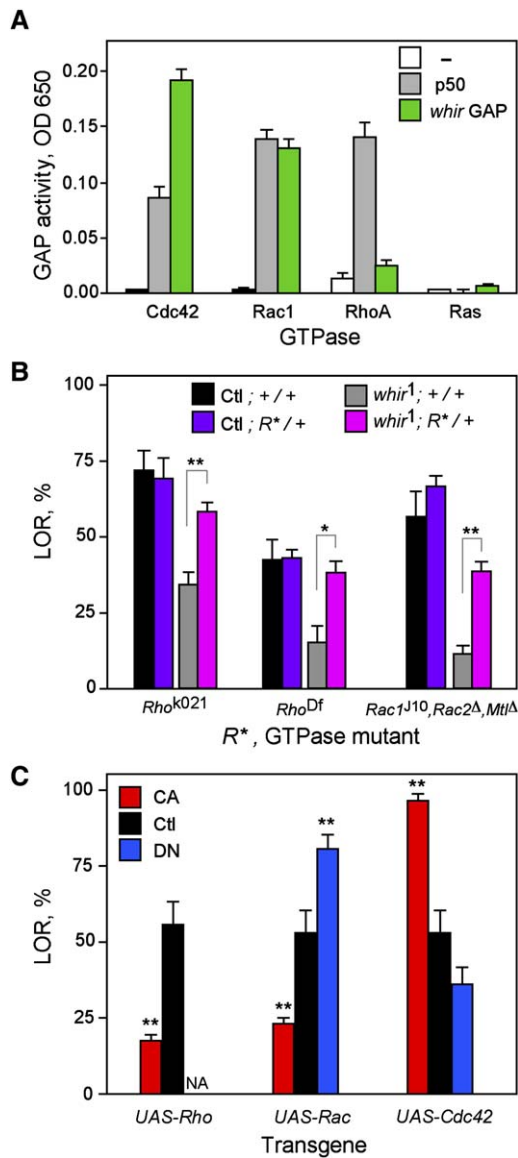 A
–
p50
whir GAP
GAP activity, OD 650
0.20
0.15
0.10
0.05
0.00
Cdc42 Rac1 RhoA Ras
GTPase
B
Ctl ; +/+ whir¹; +/+
Ctl ; R*/+ whir¹; R*/+
LOR, %
100
75
50
25
0
** * **
Rhoᵏ⁰²¹ Rhoᴰᶠ Rac1ᴶ¹⁰,Rac2Δ,MtlΔ
R*, GTPase mutant
C
CA
Ctl
DN
LOR, %
100
75
50
25
0
** NA ** ** **
UAS-Rho UAS-Rac UAS-Cdc42
Transgene